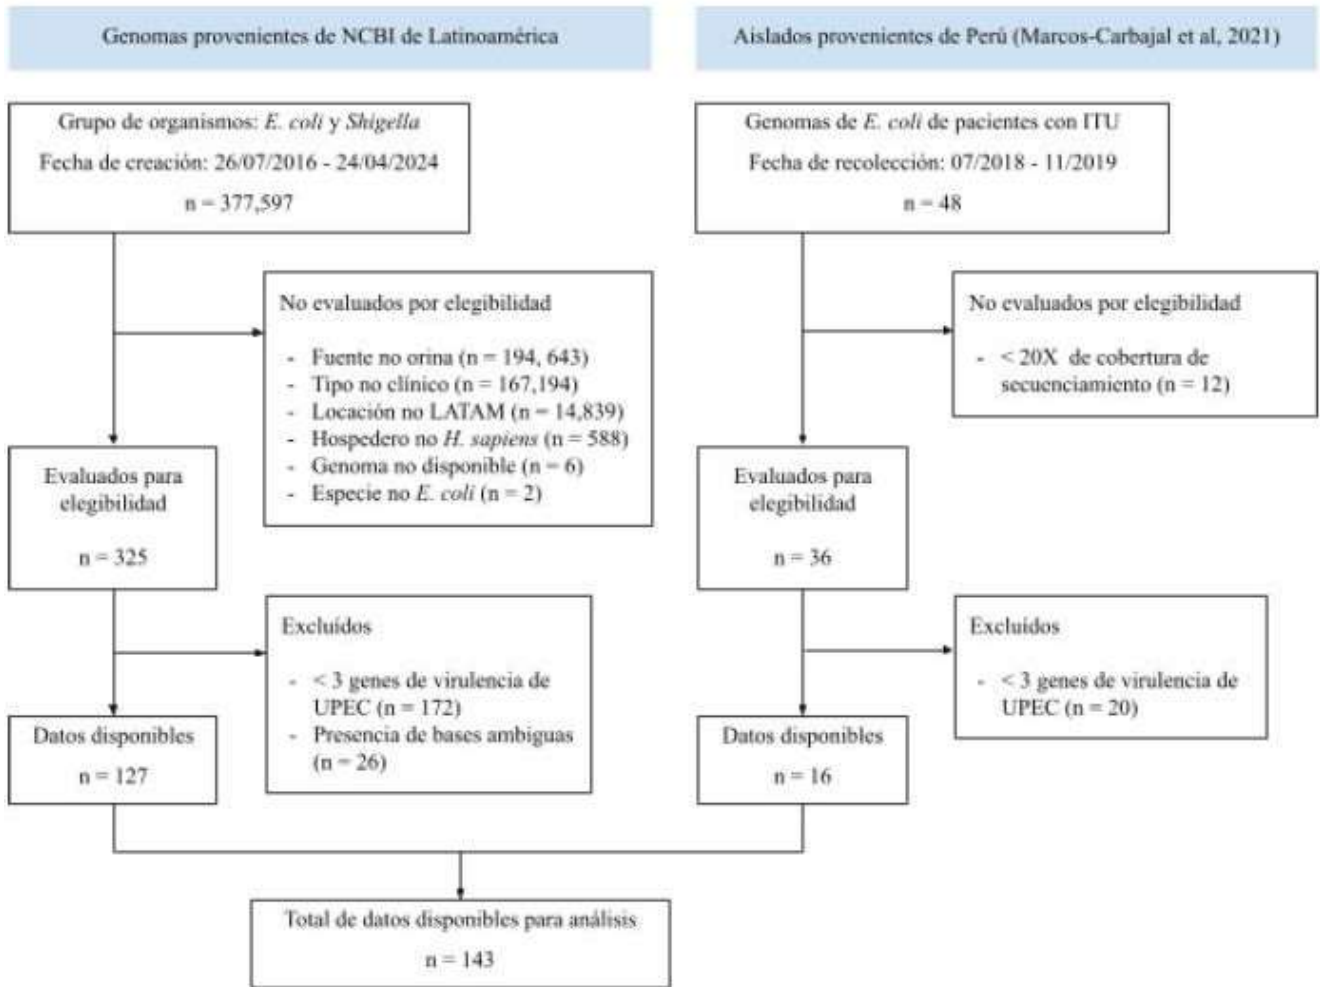 Genomas provenientes de NCBI de Latinoamérica
Grupo de organismos: E. coli y Shigella
Fecha de creación: 26/07/2016 - 24/04/2024
n = 377,597
No evaluados por elegibilidad
- Fuente no orina (n = 194, 643)
- Tipo no clínico (n = 167,194)
- Locación no LATAM (n = 14,839)
- Hospedero no H. sapiens (n = 588)
- Genoma no disponible (n = 6)
- Especie no E. coli (n = 2)
Evaluados para
elegibilidad
n = 325
Excluídos
- < 3 genes de virulencia de
UPEC (n = 172)
- Presencia de bases ambiguas
(n = 26)
Datos disponibles
n = 127
Aislados provenientes de Perú (Marcos-Carbajal et al, 2021)
Genomas de E. coli de pacientes con ITU
Fecha de recolección: 07/2018 - 11/2019
n = 48
No evaluados por elegibilidad
- < 20X de cobertura de
secuenciamiento (n = 12)
Evaluados para
elegibilidad
n = 36
Excluídos
- < 3 genes de virulencia de
UPEC (n = 20)
Datos disponibles
n = 16
Total de datos disponibles para análisis
n = 143